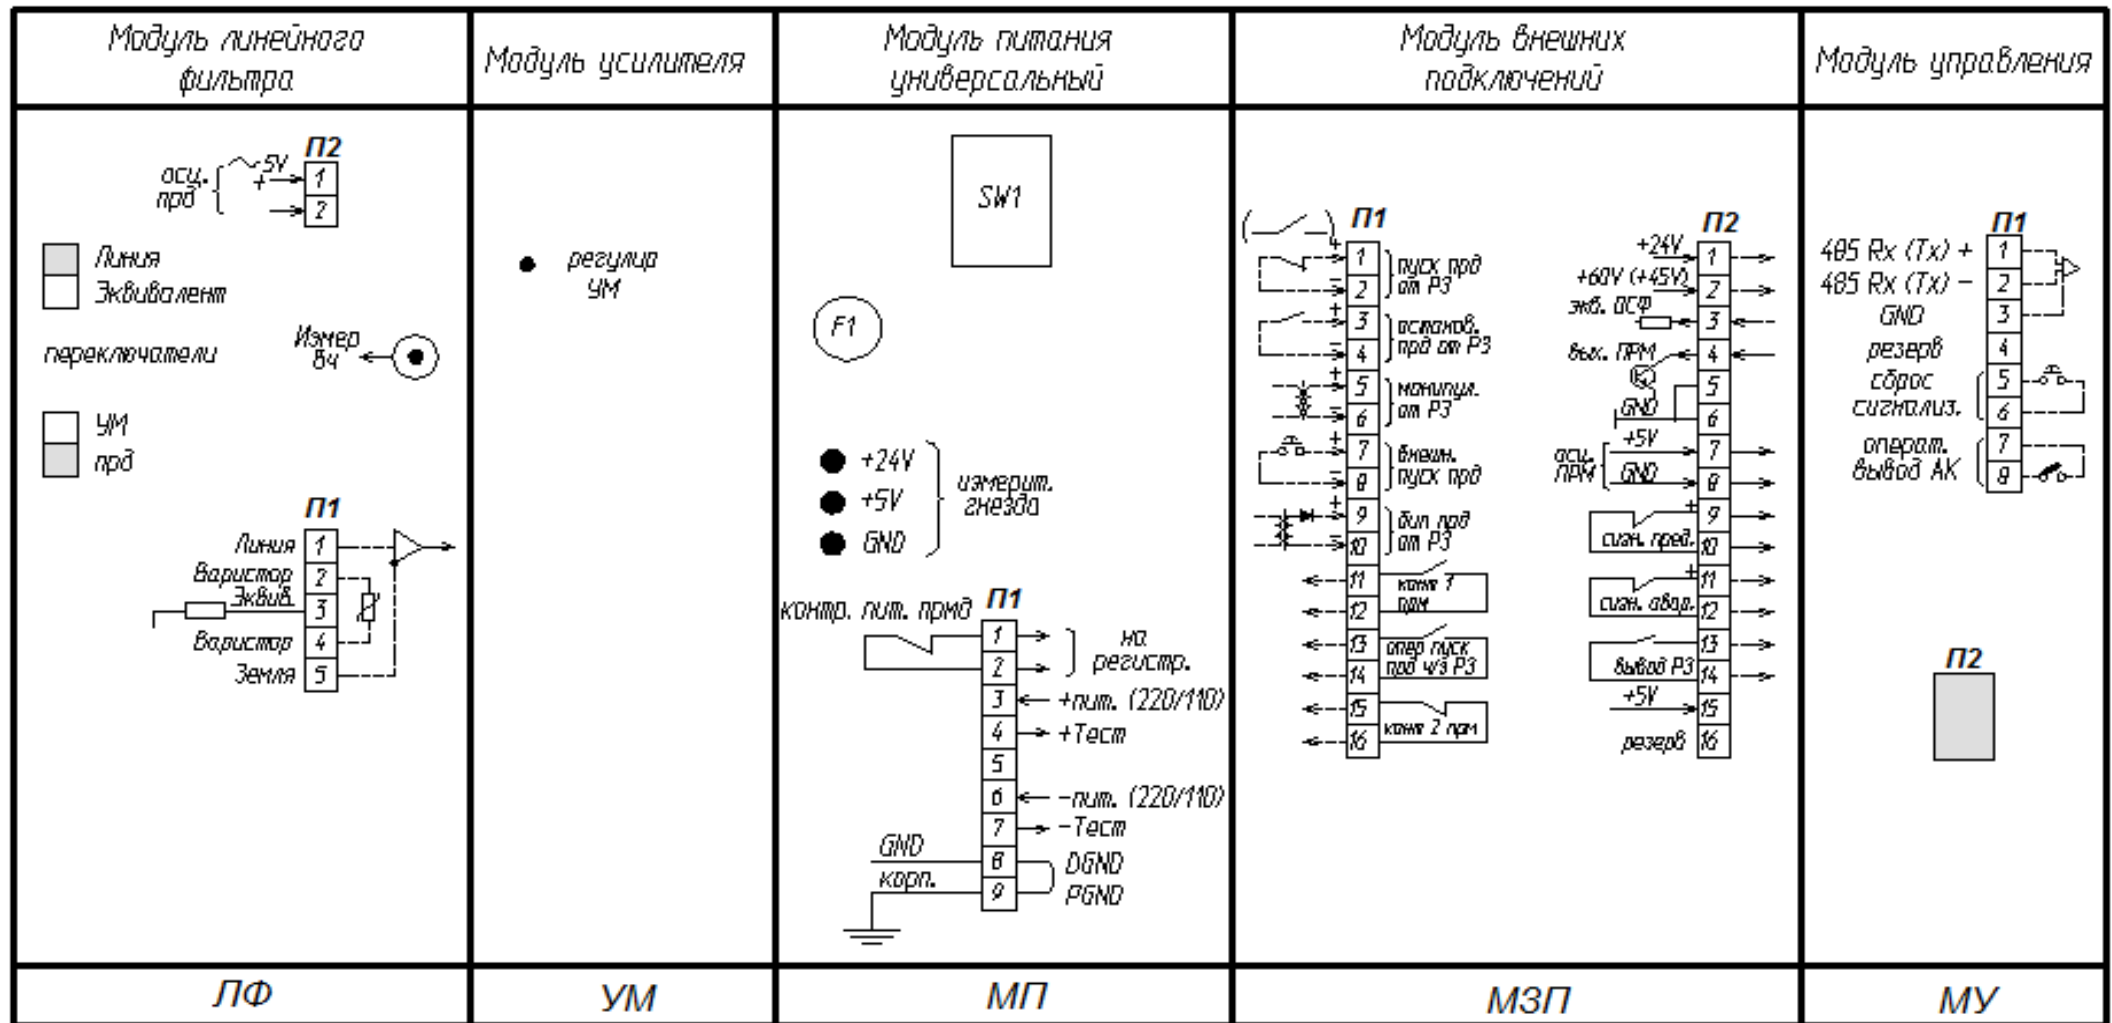 Модуль линейного
фильтра
Модуль усилителя
Модуль питания
универсальный
Модуль внешних
подключений
Модуль управления
П2
осц.
прд
+5V
1
2
Линия
Эквивалент
переключатели
Измер
ВЧ
УМ
прд
П1
Линия 1
Варистор 2
Эквив. 3
Варистор 4
Земля 5
регулир
УМ
SW1
F1
+24V
+5V
GND
измерит.
гнезда
контр. пит. прмд
П1
1
2
на
регистр.
3 +пит. (220/110)
4 +Тест
5
6 -пит. (220/110)
7 -Тест
GND 8 DGND
корп. 9 PGND
П1
+ 1
- 2
пуск прд
от РЗ
+ 3
- 4
останов.
прд от РЗ
+ 5
- 6
манипул.
от РЗ
+ 7
- 8
внешн.
пуск прд
+ 9
- 10
бип прд
от РЗ
11
12
конт 1
прм
13
14
опер пуск
прд ч/з РЗ
15
16
конт 2 прм
П2
+24V 1
+60V (+45V) 2
экв. ОСФ 3
вых. ПРМ 4
5
GND 6
осц.
ПРМ
+5V 7
GND 8
+ 9
сигн. пред. 10
+ 11
сигн. авар. 12
13
вывод РЗ 14
+5V 15
резерв 16
П1
485 Rx (Tx) + 1
485 Rx (Tx) - 2
GND 3
резерв 4
сброс 5
сигнализ. 6
операт. 7
вывод АК 8
П2
ЛФ
УМ
МП
МЗП
МУ